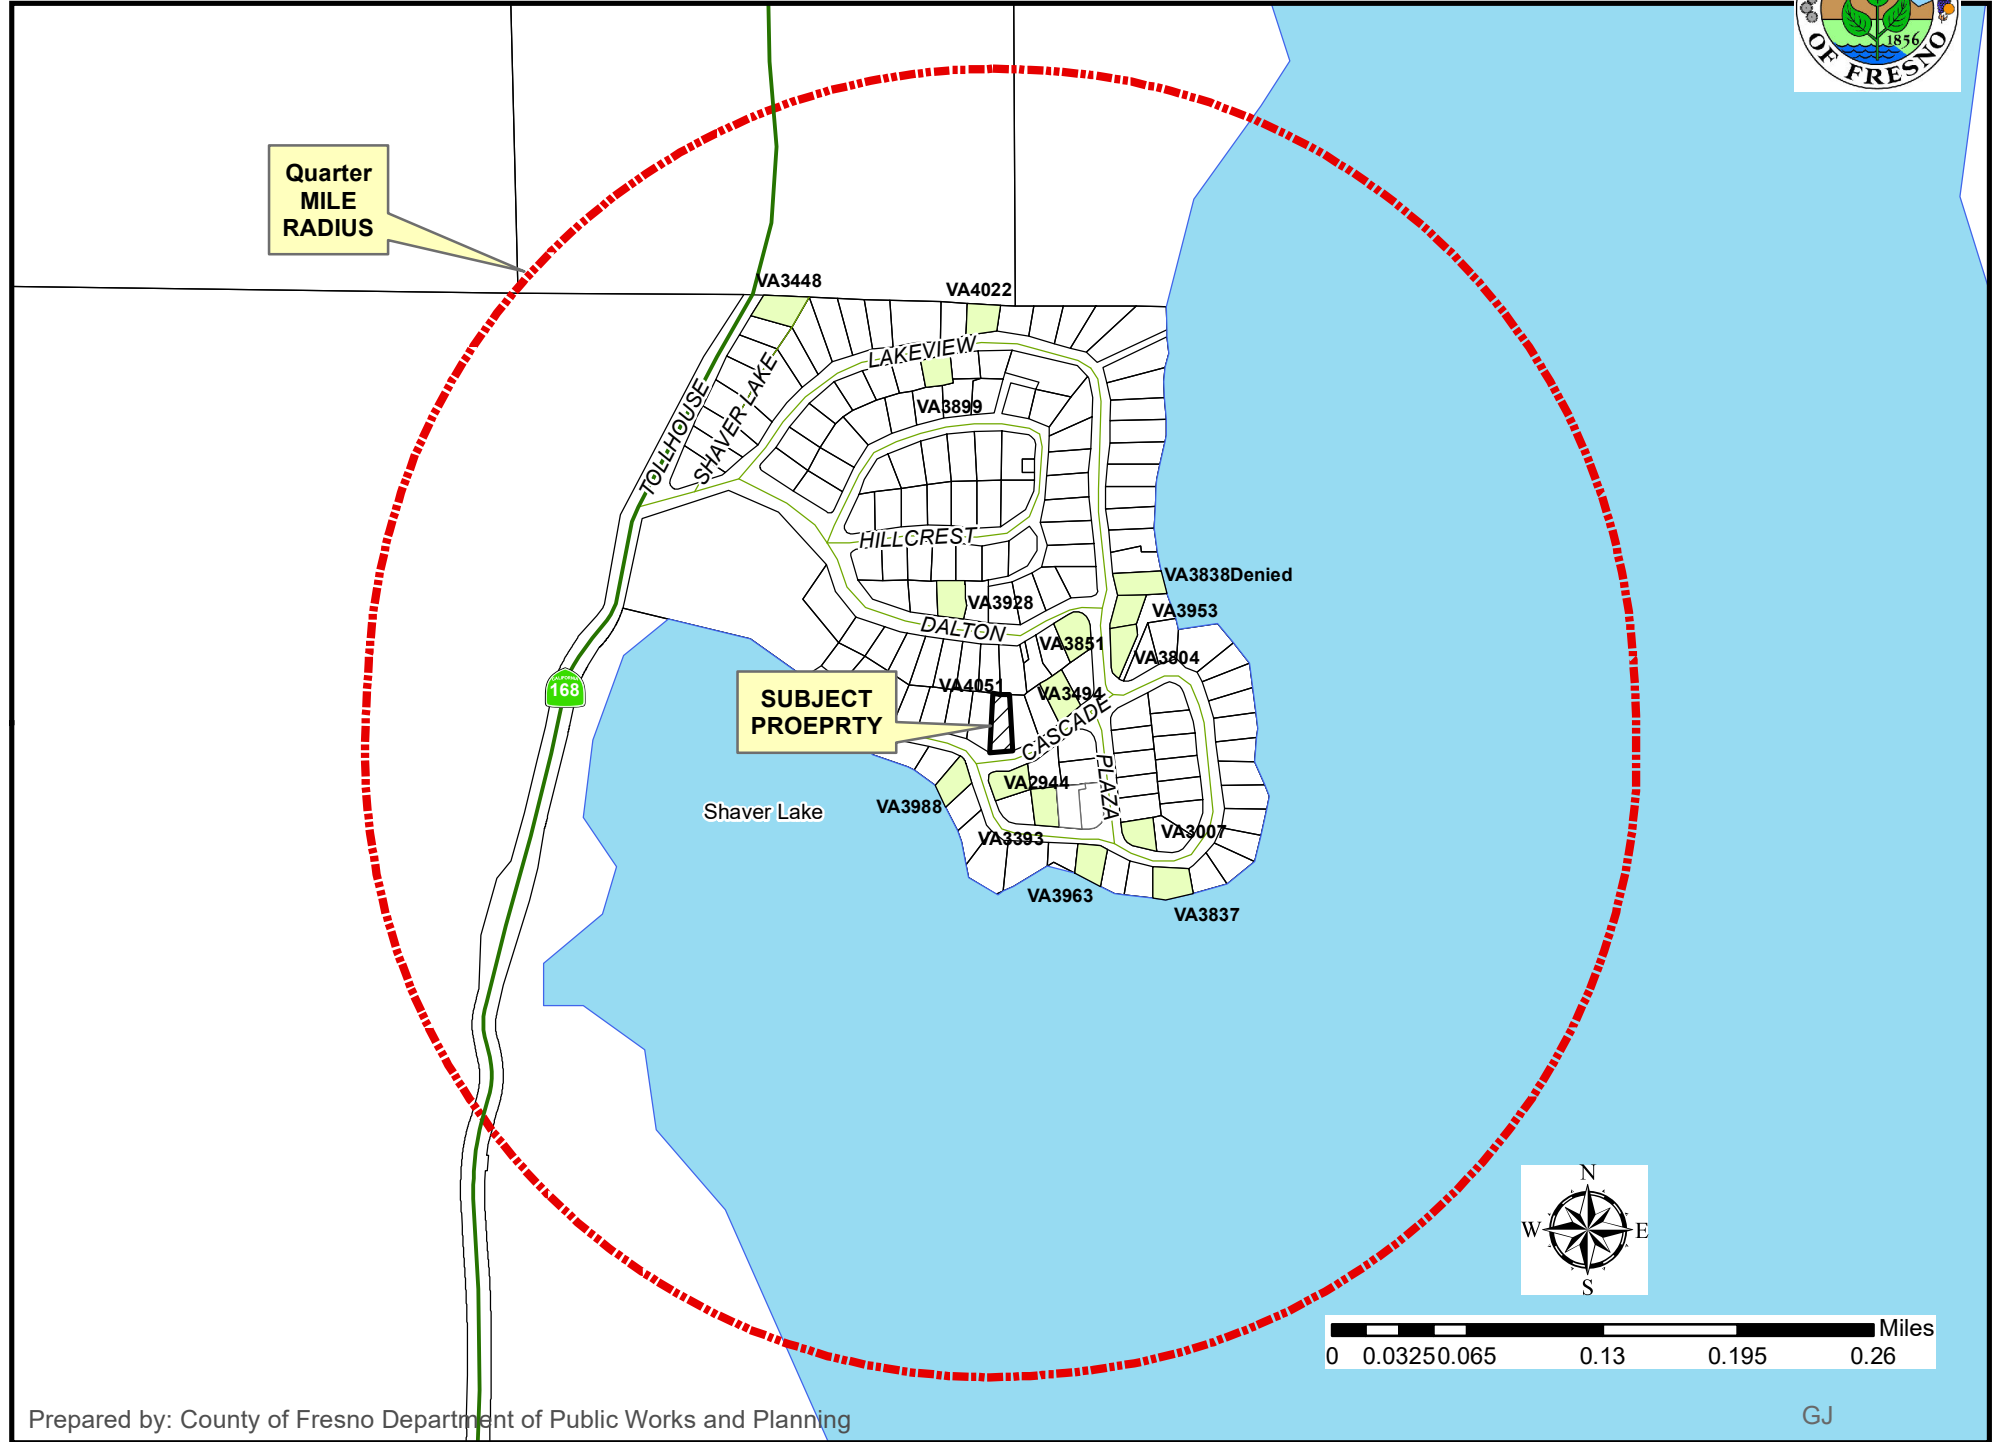 1856
OF FRESNO
Quarter
MILE
RADIUS
VA3448
VA4022
LAKEVIEW
TOLLHOUSE
SHAVER LAKE
VA3899
HILLCREST
VA3838Denied
VA3928
VA3953
DALTON
VA3851
VA3804
168
VA4051
VA3494
SUBJECT
PROEPRTY
CASCADE
PLAZA
VA2944
VA3988
Shaver Lake
VA3393
VA3007
VA3963
VA3837
N
W
E
S
Miles
0 0.0325 0.065 0.13 0.195 0.26
Prepared by: County of Fresno Department of Public Works and Planning
GJ